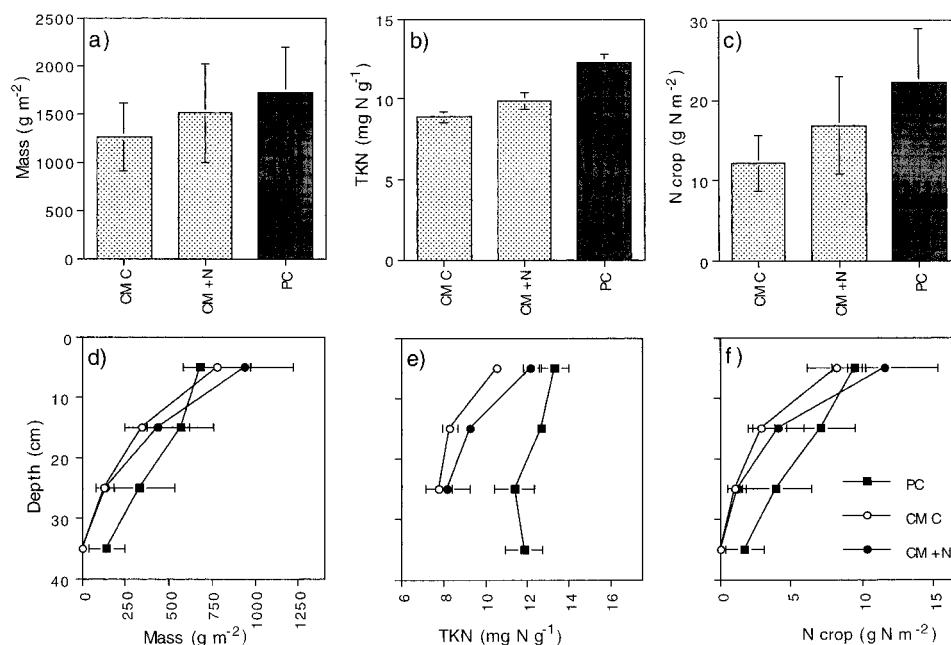 a)
Mass (g m-2)
2500
2000
1500
1000
500
0
CM C
CM +N
PC
b)
TKN (mg N g-1)
15
10
5
0
CM C
CM +N
PC
c)
N crop (g N m-2)
30
20
10
0
CM C
CM +N
PC
d)
Depth (cm)
0
10
20
30
40
0
250
500
750
1000
1250
Mass (g m-2)
e)
6
8
10
12
14
16
TKN (mg N g-1)
f)
PC
CM C
CM +N
0
5
10
15
N crop (g N m-2)